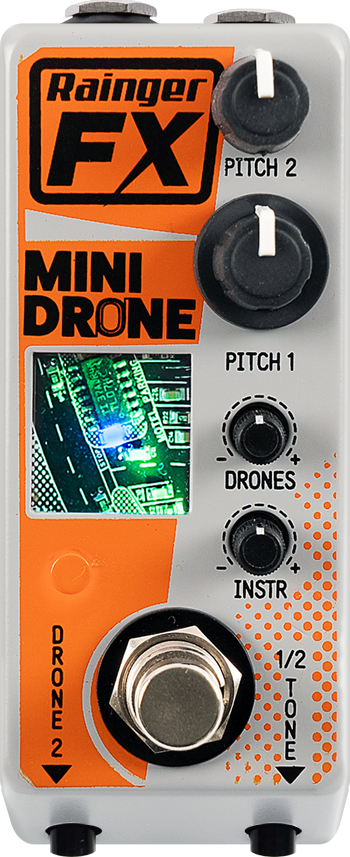 Rainger
FX
PITCH 2
MINI
DRONE
PITCH 1
- +
DRONES
- +
INSTR
DRONE 2
1/2 TONE